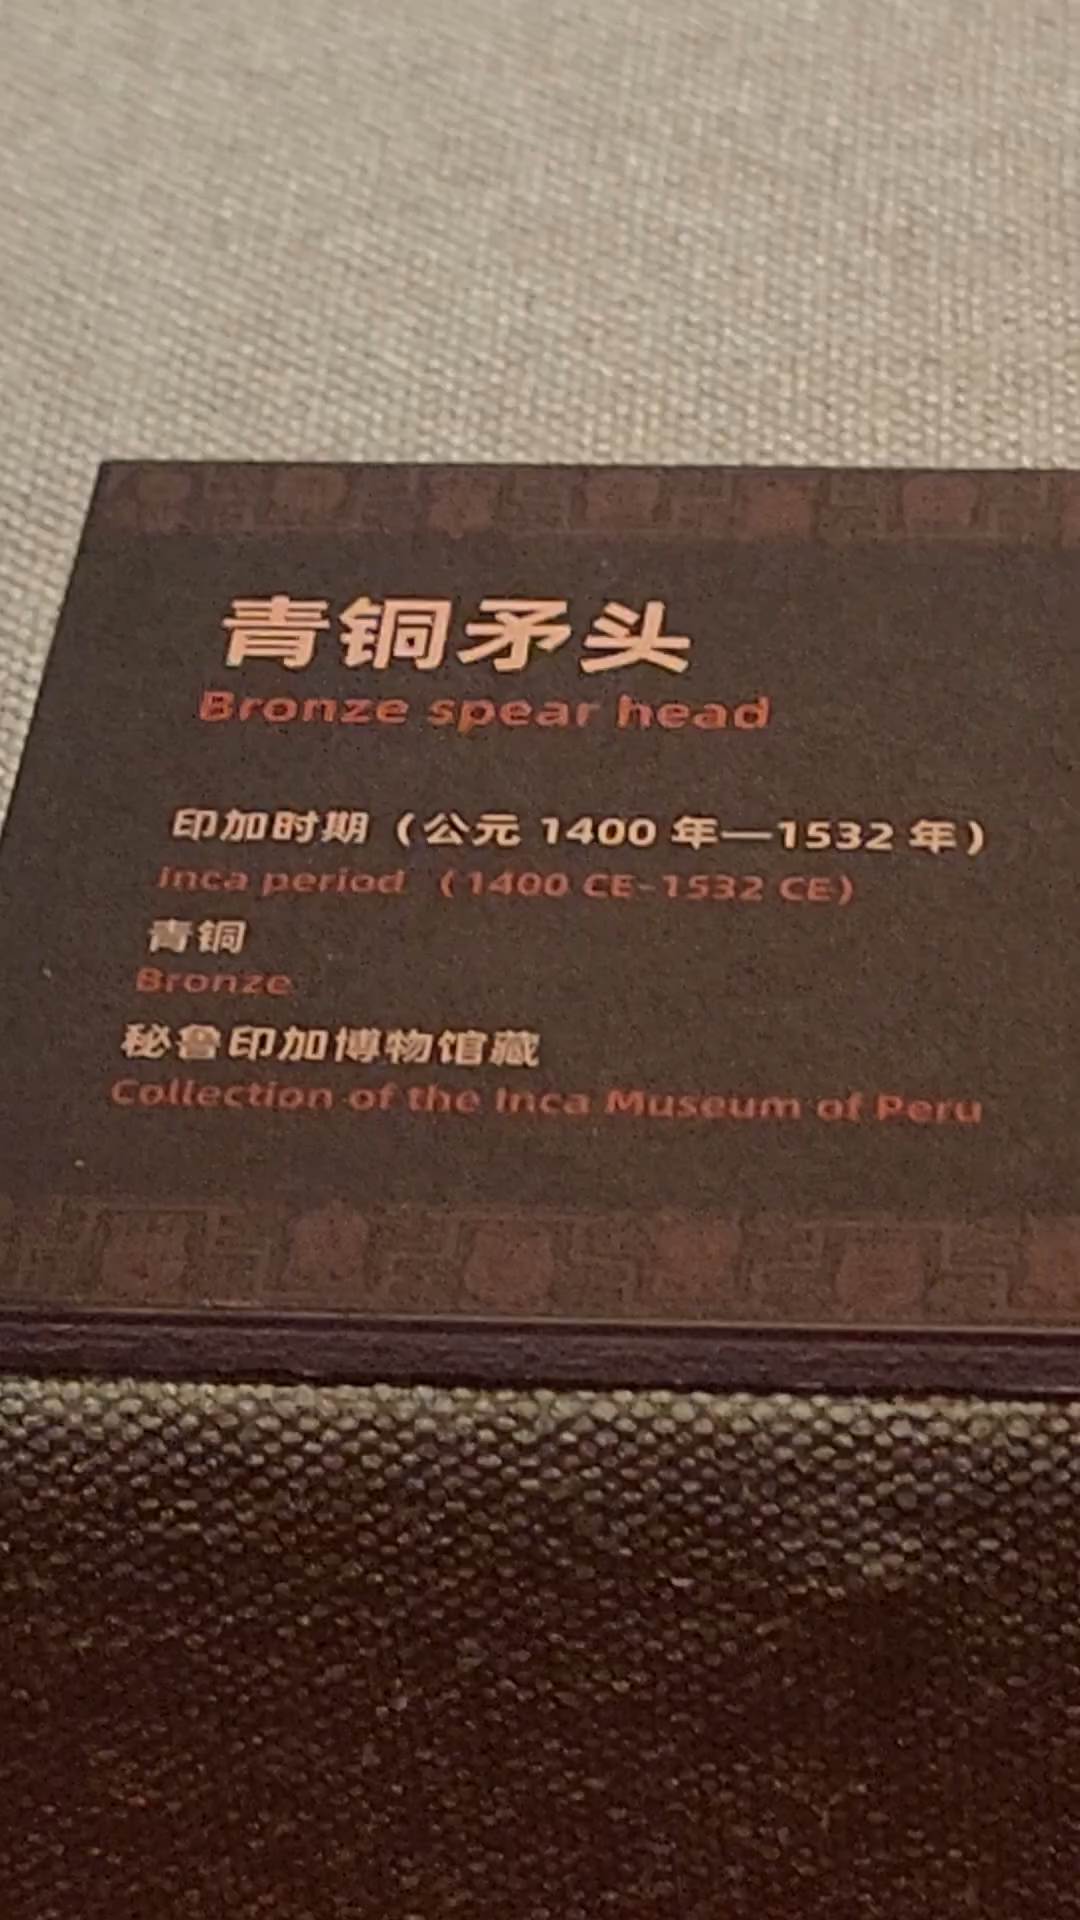 青铜矛头
Bronze spear head
印加时期（公元 1400 年—1532 年）
Inca period （1400 CE-1532 CE）
青铜
Bronze
秘鲁印加博物馆藏
Collection of the Inca Museum of Peru